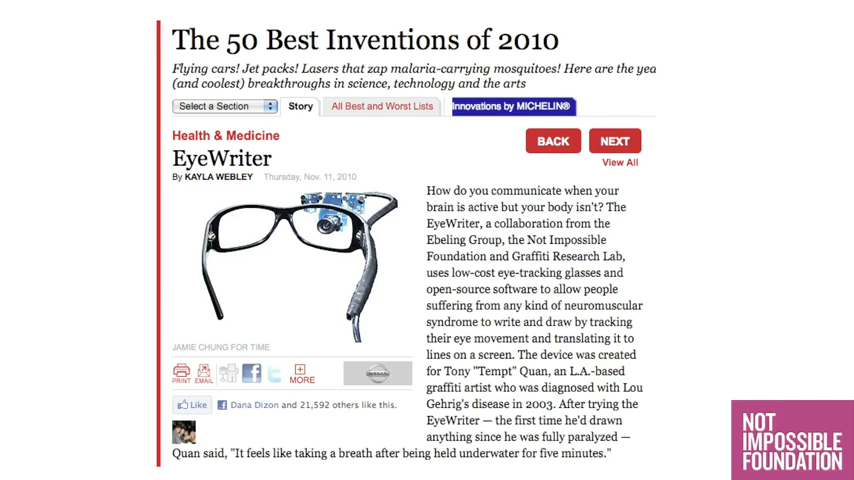 The 50 Best Inventions of 2010
Flying cars! Jet packs! Lasers that zap malaria-carrying mosquitoes! Here are the yea
(and coolest) breakthroughs in science, technology and the arts
Select a Section
Story
All Best and Worst Lists
Innovations by MICHELIN®
Health & Medicine
BACK
NEXT
EyeWriter
View All
By KAYLA WEBLEY Thursday, Nov. 11, 2010
JAMIE CHUNG FOR TIME
PRINT
EMAIL
MORE
NISSAN
Like
Dana Dizon and 21,592 others like this.
How do you communicate when your
brain is active but your body isn't? The
EyeWriter, a collaboration from the
Ebeling Group, the Not Impossible
Foundation and Graffiti Research Lab,
uses low-cost eye-tracking glasses and
open-source software to allow people
suffering from any kind of neuromuscular
syndrome to write and draw by tracking
their eye movement and translating it to
lines on a screen. The device was created
for Tony "Tempt" Quan, an L.A.-based
graffiti artist who was diagnosed with Lou
Gehrig's disease in 2003. After trying the
EyeWriter — the first time he'd drawn
anything since he was fully paralyzed —
Quan said, "It feels like taking a breath after being held underwater for five minutes."
NOT
IMPOSSIBLE
FOUNDATION